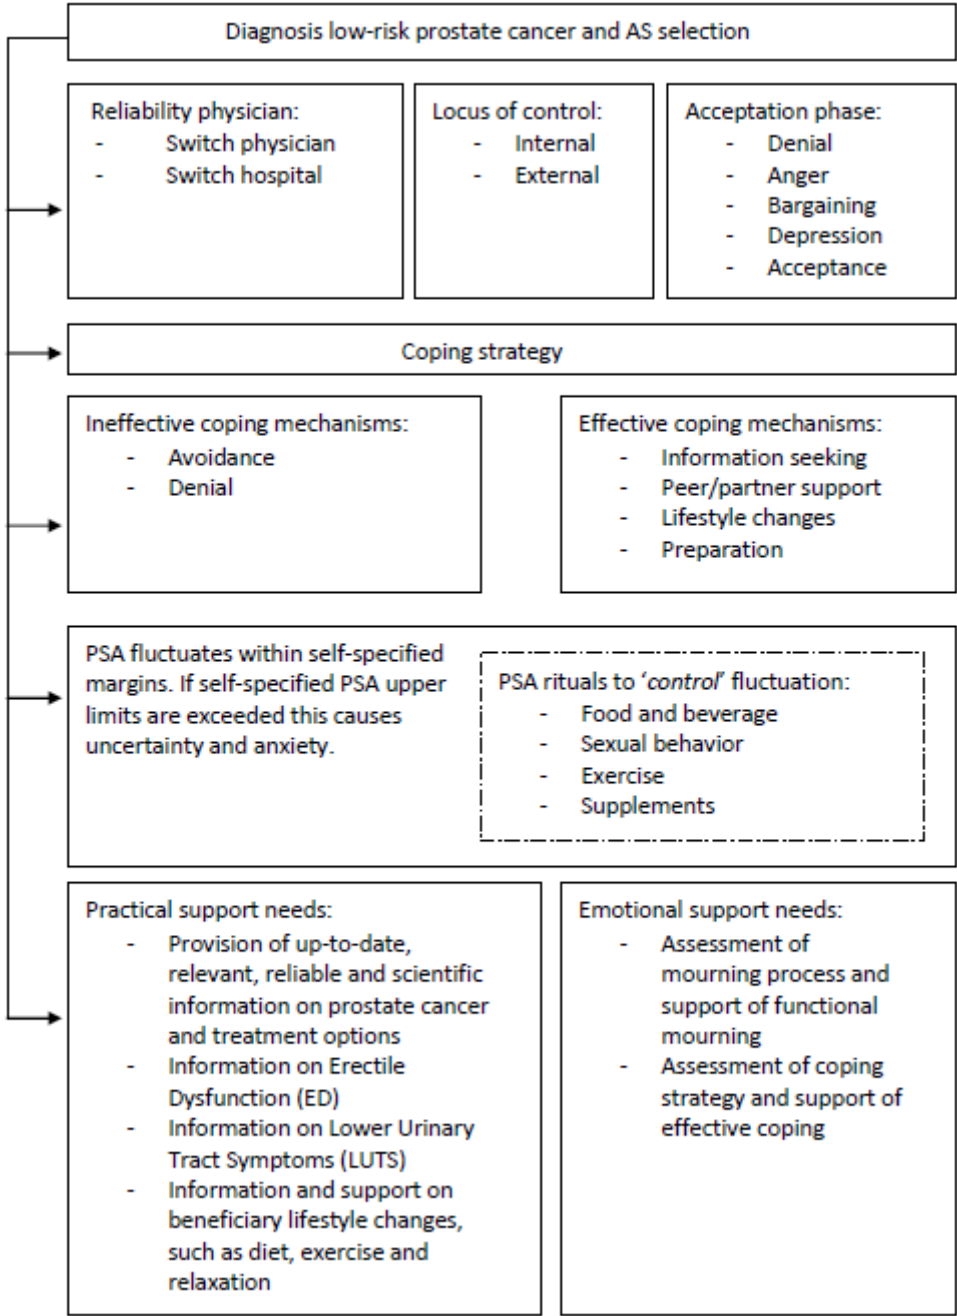 Diagnosis low-risk prostate cancer and AS selection
Reliability physician:
- Switch physician
- Switch hospital
Locus of control:
- Internal
- External
Acceptation phase:
- Denial
- Anger
- Bargaining
- Depression
- Acceptance
Coping strategy
Ineffective coping mechanisms:
- Avoidance
- Denial
Effective coping mechanisms:
- Information seeking
- Peer/partner support
- Lifestyle changes
- Preparation
PSA fluctuates within self-specified
margins. If self-specified PSA upper
limits are exceeded this causes
uncertainty and anxiety.
PSA rituals to ‘control’ fluctuation:
- Food and beverage
- Sexual behavior
- Exercise
- Supplements
Practical support needs:
- Provision of up-to-date,
relevant, reliable and scientific
information on prostate cancer
and treatment options
- Information on Erectile
Dysfunction (ED)
- Information on Lower Urinary
Tract Symptoms (LUTS)
- Information and support on
beneficiary lifestyle changes,
such as diet, exercise and
relaxation
Emotional support needs:
- Assessment of
mourning process and
support of functional
mourning
- Assessment of coping
strategy and support of
effective coping